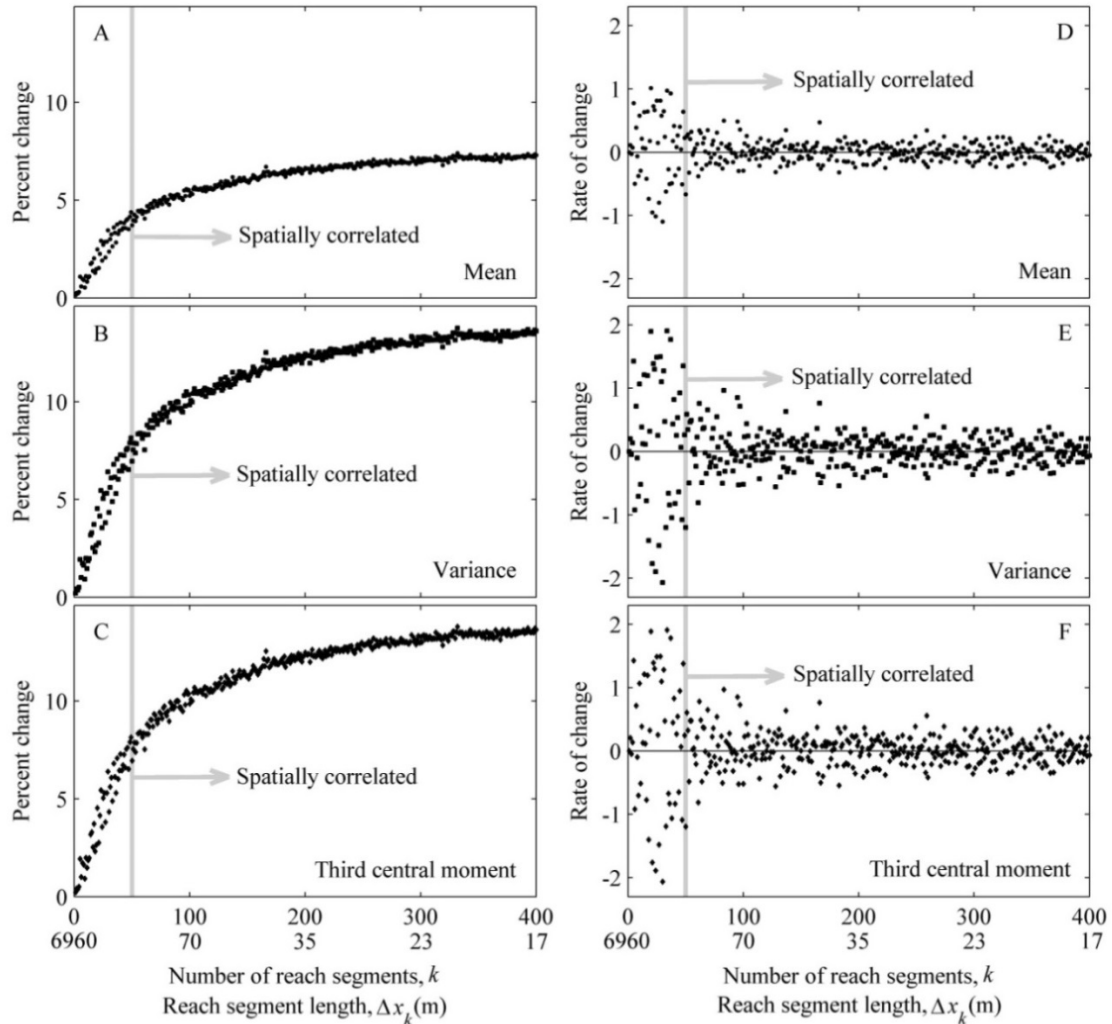 A
Percent change
10
5
0
Spatially correlated
Mean
B
Percent change
10
5
0
Spatially correlated
Variance
C
Percent change
10
5
0
Spatially correlated
Third central moment
0 100 200 300 400
6960 70 35 23 17
Number of reach segments, k
Reach segment length, Δx_k(m)
D
Rate of change
2
1
0
-1
-2
Spatially correlated
Mean
E
Rate of change
2
1
0
-1
-2
Spatially correlated
Variance
F
Rate of change
2
1
0
-1
-2
Spatially correlated
Third central moment
0 100 200 300 400
6960 70 35 23 17
Number of reach segments, k
Reach segment length, Δx_k(m)